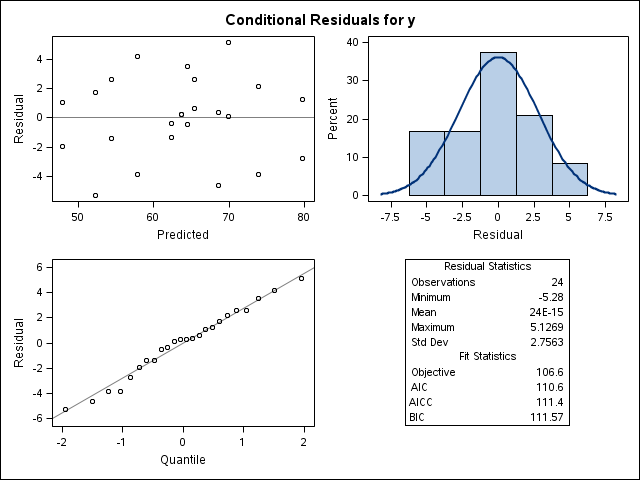 Conditional Residuals for y
4
2
0
-2
-4
Residual
50
60
70
80
Predicted
40
30
20
10
0
Percent
-7.5
-5
-2.5
0
2.5
5
7.5
Residual
6
4
2
0
-2
-4
-6
Residual
-2
-1
0
1
2
Quantile
Residual Statistics
Observations 24
Minimum -5.28
Mean 24E-15
Maximum 5.1269
Std Dev 2.7563
Fit Statistics
Objective 106.6
AIC 110.6
AICC 111.4
BIC 111.57